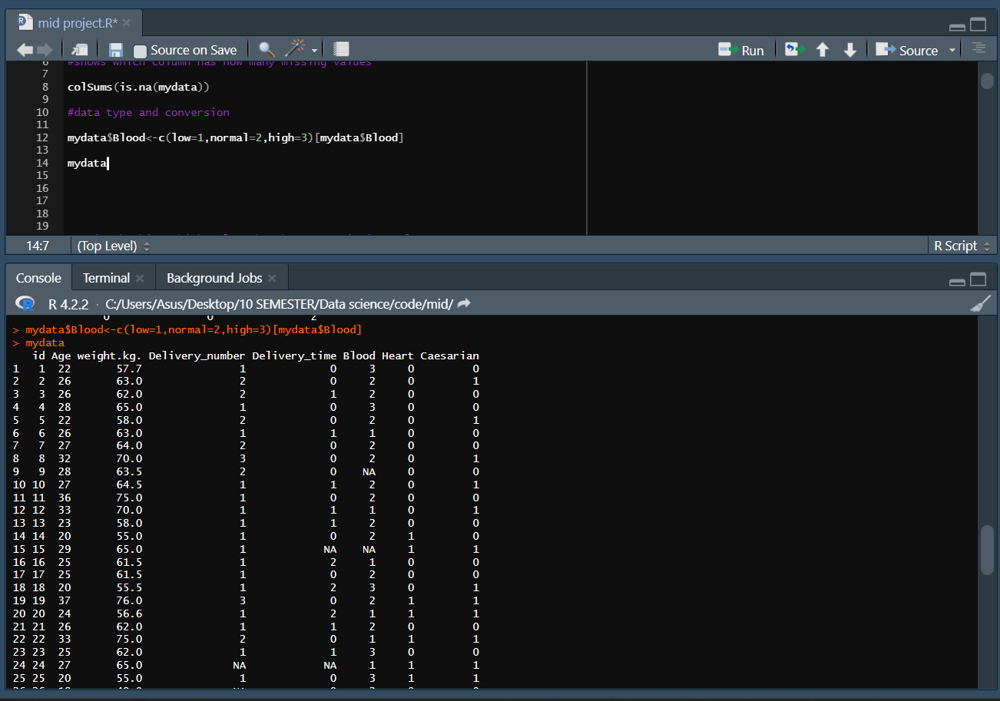 mid project.R*
Source on Save Run Source
6 #shows which column has how many missing values
7
8 colSums(is.na(mydata))
9
10 #data type and conversion
11
12 mydata$Blood<-c(low=1,normal=2,high=3)[mydata$Blood]
13
14 mydata
15
16
17
18
19
14:7 (Top Level) R Script
Console Terminal Background Jobs
R 4.2.2 · C:/Users/Asus/Desktop/10 SEMESTER/Data science/code/mid/
0 0 2
> mydata$Blood<-c(low=1,normal=2,high=3)[mydata$Blood]
> mydata
id Age weight.kg. Delivery_number Delivery_time Blood Heart Caesarian
1 1 22 57.7 1 0 3 0 0
2 2 26 63.0 2 0 2 0 1
3 3 26 62.0 2 1 2 0 0
4 4 28 65.0 1 0 3 0 0
5 5 22 58.0 2 0 2 0 1
6 6 26 63.0 1 1 1 0 0
7 7 27 64.0 2 0 2 0 0
8 8 32 70.0 3 0 2 0 1
9 9 28 63.5 2 0 NA 0 0
10 10 27 64.5 1 1 2 0 1
11 11 36 75.0 1 0 2 0 0
12 12 33 70.0 1 1 1 0 1
13 13 23 58.0 1 1 2 0 0
14 14 20 55.0 1 0 2 1 0
15 15 29 65.0 1 NA NA 1 1
16 16 25 61.5 1 2 1 0 0
17 17 25 61.5 1 0 2 0 0
18 18 20 55.5 1 2 3 0 1
19 19 37 76.0 3 0 2 1 1
20 20 24 56.6 1 2 1 1 1
21 21 26 62.0 1 1 2 0 0
22 22 33 75.0 2 0 1 1 1
23 23 25 62.0 1 1 3 0 0
24 24 27 65.0 NA NA 1 1 1
25 25 20 55.0 1 0 3 1 1